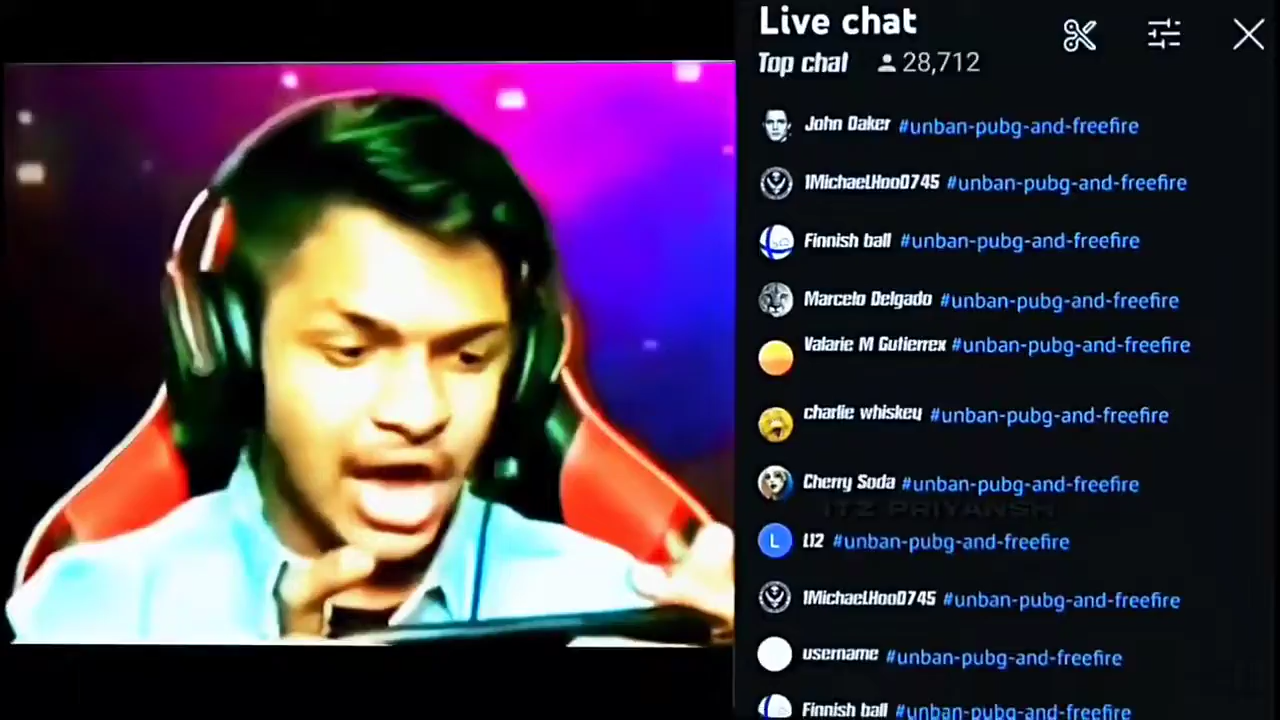 Live chat
Top chat 28,712
John Daker #unban-pubg-and-freefire
1MichaelHoo0745 #unban-pubg-and-freefire
Finnish ball #unban-pubg-and-freefire
Marcelo Delgado #unban-pubg-and-freefire
Valarie M Gutierrex #unban-pubg-and-freefire
charlie whiskey #unban-pubg-and-freefire
Cherry Soda #unban-pubg-and-freefire
ITZ PRIYANSH
L LI2 #unban-pubg-and-freefire
1MichaelHoo0745 #unban-pubg-and-freefire
username #unban-pubg-and-freefire
Finnish ball #unban-pubg-and-freefire